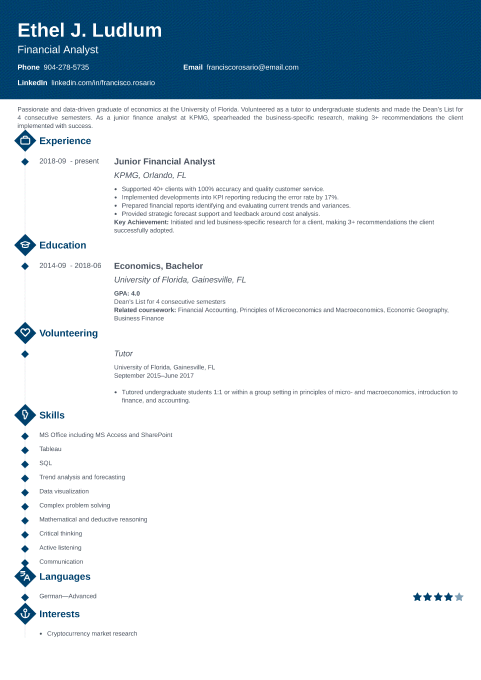 Ethel J. Ludlum
Financial Analyst
Phone 904-278-5735 Email franciscorosario@email.com
LinkedIn linkedin.com/in/francisco.rosario
Passionate and data-driven graduate of economics at the University of Florida. Volunteered as a tutor to undergraduate students and made the Dean's List for
4 consecutive semesters. As a junior finance analyst at KPMG, spearheaded the business-specific research, making 3+ recommendations the client
implemented with success.
Experience
2018-09 - present Junior Financial Analyst
KPMG, Orlando, FL
• Supported 40+ clients with 100% accuracy and quality customer service.
• Implemented developments into KPI reporting reducing the error rate by 17%.
• Prepared financial reports identifying and evaluating current trends and variances.
• Provided strategic forecast support and feedback around cost analysis.
Key Achievement: Initiated and led business-specific research for a client, making 3+ recommendations the client
successfully adopted.
Education
2014-09 - 2018-06 Economics, Bachelor
University of Florida, Gainesville, FL
GPA: 4.0
Dean's List for 4 consecutive semesters
Related coursework: Financial Accounting, Principles of Microeconomics and Macroeconomics, Economic Geography,
Business Finance
Volunteering
Tutor
University of Florida, Gainesville, FL
September 2015–June 2017
• Tutored undergraduate students 1:1 or within a group setting in principles of micro- and macroeconomics, introduction to
finance, and accounting.
Skills
MS Office including MS Access and SharePoint
Tableau
SQL
Trend analysis and forecasting
Data visualization
Complex problem solving
Mathematical and deductive reasoning
Critical thinking
Active listening
Communication
Languages
German—Advanced
Interests
• Cryptocurrency market research